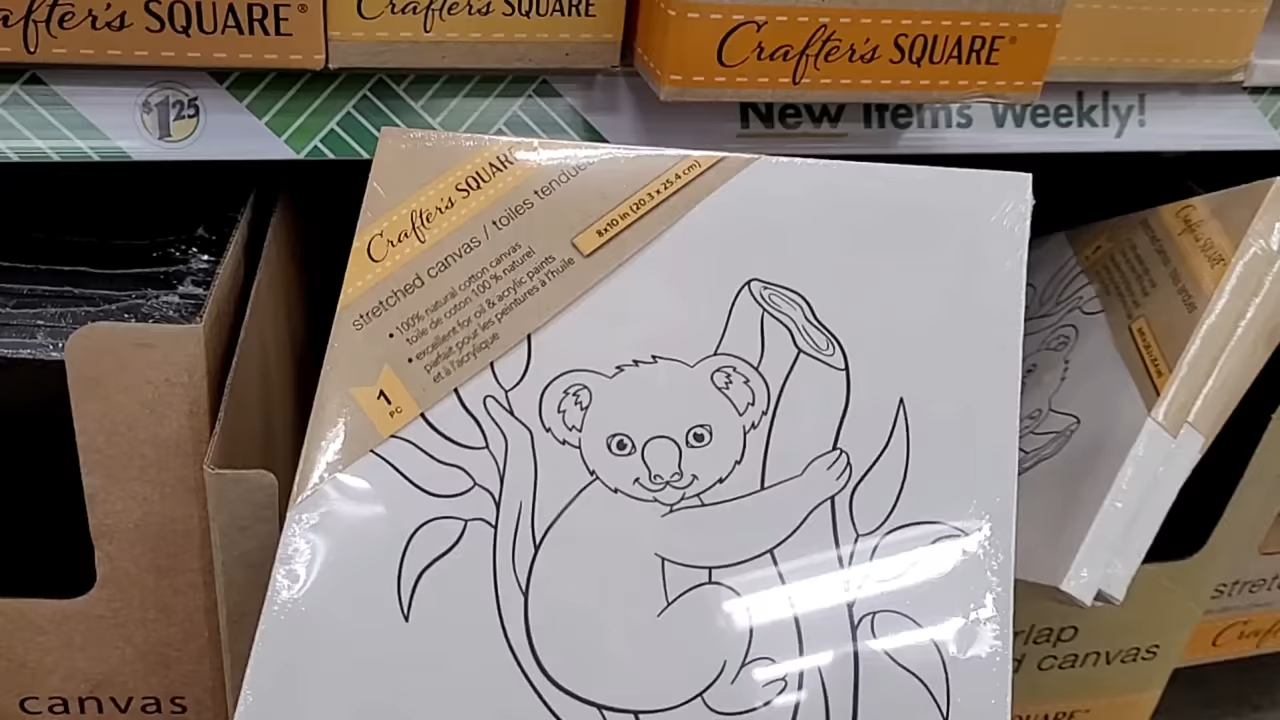 Crafter's SQUARE®
Crafter's SQUARE
Crafter's SQUARE®
$1.25
New Items Weekly!
Crafter's SQUARE
stretched canvas / toiles tendues
8x10 in (20.3 x 25.4 cm)
• 100% natural cotton canvas
toile de coton 100 % naturel
• excellent for oil & acrylic paints
parfait pour les peintures à l'huile
et à l'acrylique
1
PC
Crafter's SQUARE
canvas
rlap
d canvas
stret
Craf
UARE